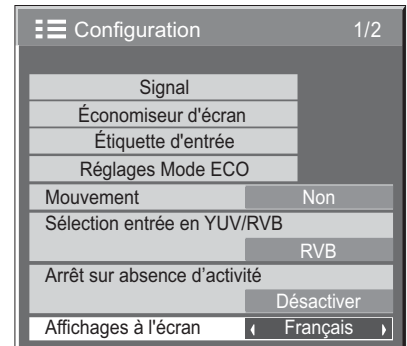 Configuration 1/2
Signal
Économiseur d'écran
Étiquette d'entrée
Réglages Mode ECO
Mouvement Non
Sélection entrée en YUV/RVB
RVB
Arrêt sur absence d’activité
Désactiver
Affichages à l'écran Français